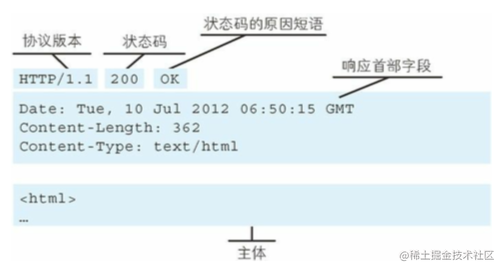 状态码的原因短语
协议版本
状态码
HTTP/1.1 200 OK
响应首部字段
Date: Tue, 10 Jul 2012 06:50:15 GMT
Content-Length: 362
Content-Type: text/html
<html>
…
主体
@稀土掘金技术社区